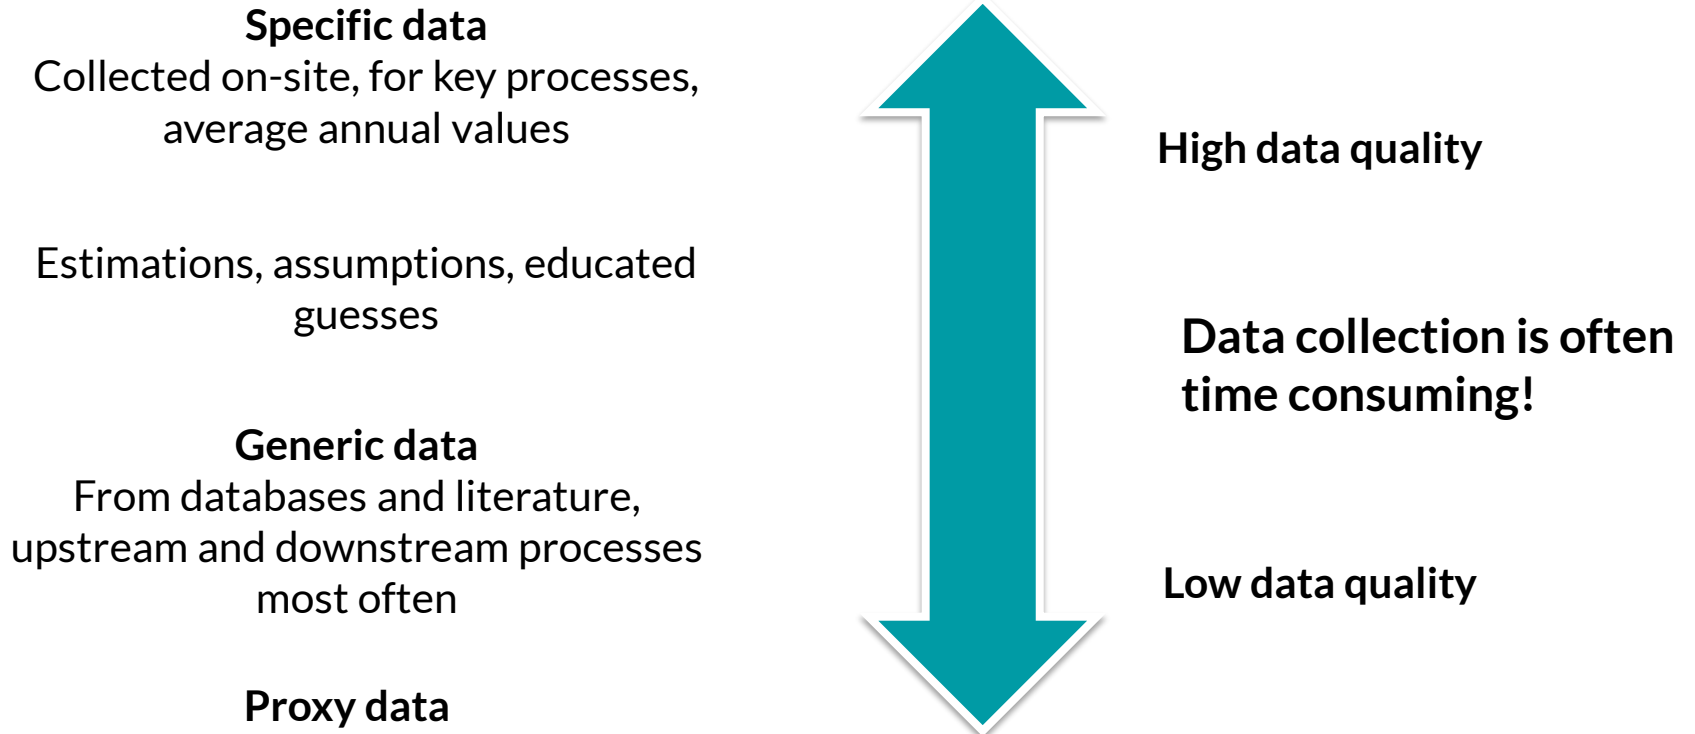 Specific data
Collected on-site, for key processes,
average annual values
Estimations, assumptions, educated
guesses
Generic data
From databases and literature,
upstream and downstream processes
most often
Proxy data
High data quality
Data collection is often
time consuming!
Low data quality